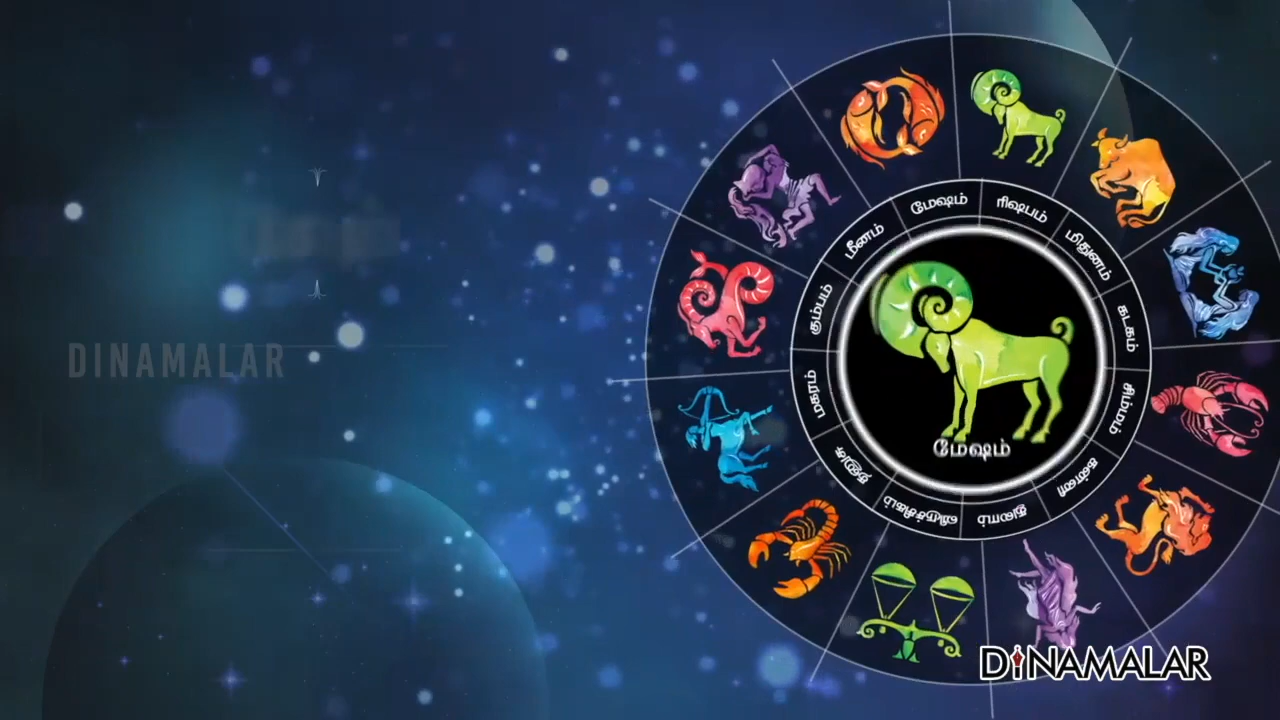 DINAMALAR
மேஷம்
ரிஷபம்
மிதுனம்
கடகம்
சிம்மம்
கன்னி
துலாம்
விருச்சிகம்
தனுசு
மகரம்
கும்பம்
மீனம்
மேஷம்
DINAMALAR